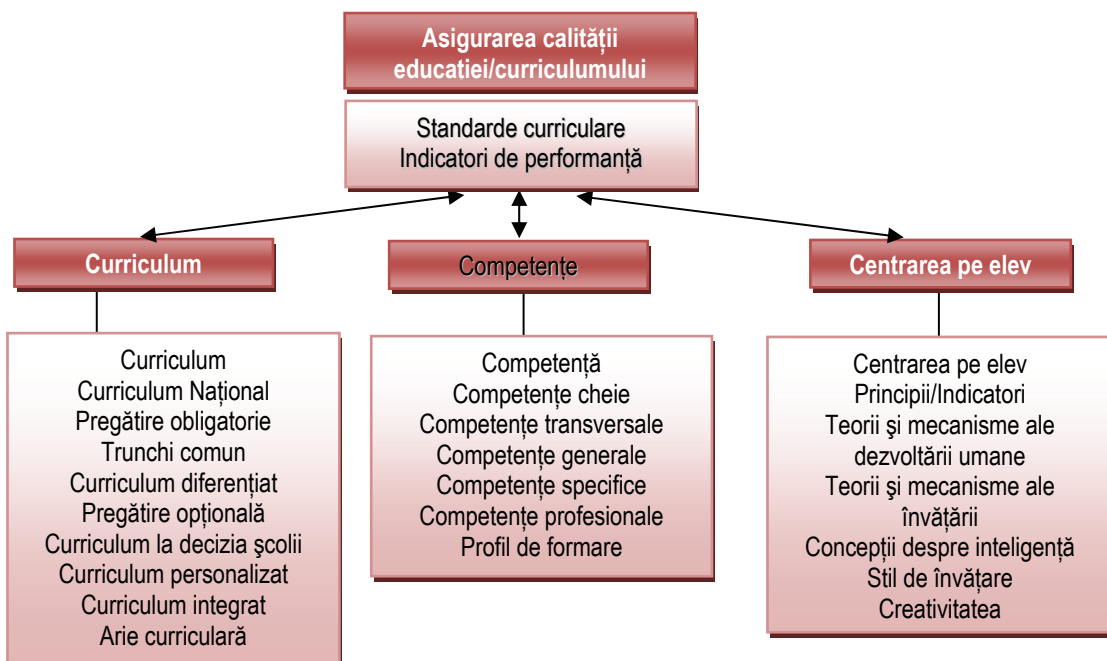 Asigurarea calității
educatiei/curriculumului
Standarde curriculare
Indicatori de performanță
Curriculum
Curriculum
Curriculum Național
Pregătire obligatorie
Trunchi comun
Curriculum diferențiat
Pregătire opțională
Curriculum la decizia şcolii
Curriculum personalizat
Curriculum integrat
Arie curriculară
Competențe
Competență
Competențe cheie
Competențe transversale
Competențe generale
Competențe specifice
Competențe profesionale
Profil de formare
Centrarea pe elev
Centrarea pe elev
Principii/Indicatori
Teorii şi mecanisme ale
dezvoltării umane
Teorii şi mecanisme ale
învățării
Concepții despre inteligență
Stil de învățare
Creativitatea